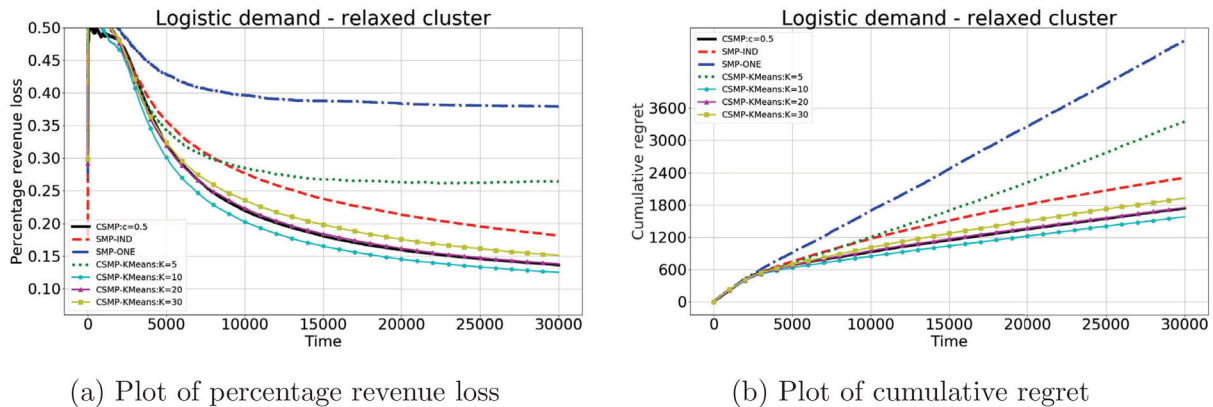 Logistic demand - relaxed cluster
Percentage revenue loss
0.50
0.45
0.40
0.35
0.30
0.25
0.20
0.15
0.10
CSMP:c=0.5
SMP-IND
SMP-ONE
CSMP-KMeans:K=5
CSMP-KMeans:K=10
CSMP-KMeans:K=20
CSMP-KMeans:K=30
0 5000 10000 15000 20000 25000 30000
Time
(a) Plot of percentage revenue loss
Logistic demand - relaxed cluster
Cumulative regret
3600
3000
2400
1800
1200
600
0
CSMP:c=0.5
SMP-IND
SMP-ONE
CSMP-KMeans:K=5
CSMP-KMeans:K=10
CSMP-KMeans:K=20
CSMP-KMeans:K=30
0 5000 10000 15000 20000 25000 30000
Time
(b) Plot of cumulative regret